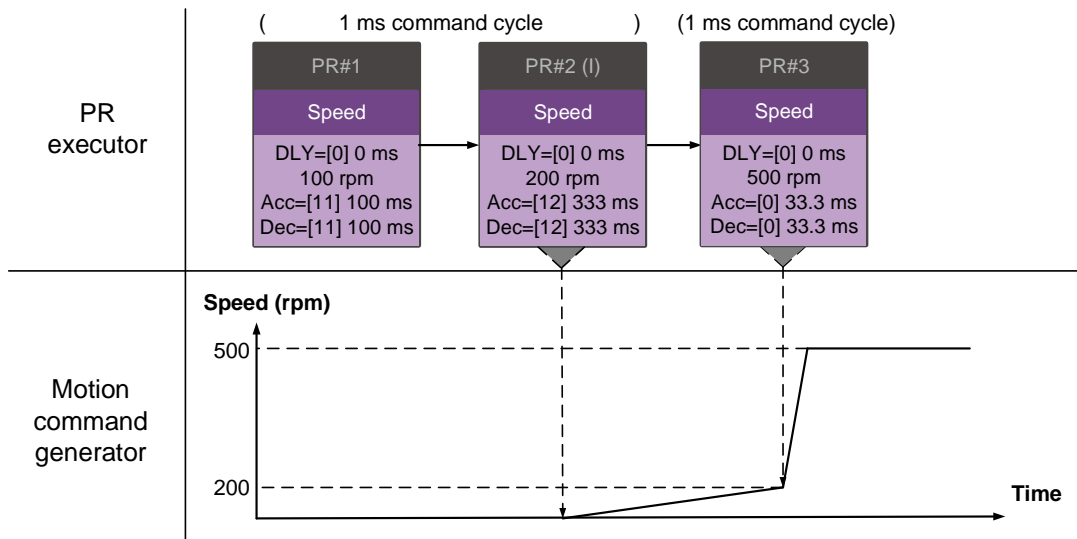 ( 1 ms command cycle )
(1 ms command cycle)
PR
executor
PR#1
Speed
DLY=[0] 0 ms
100 rpm
Acc=[11] 100 ms
Dec=[11] 100 ms
PR#2 (I)
Speed
DLY=[0] 0 ms
200 rpm
Acc=[12] 333 ms
Dec=[12] 333 ms
PR#3
Speed
DLY=[0] 0 ms
500 rpm
Acc=[0] 33.3 ms
Dec=[0] 33.3 ms
Motion
command
generator
Speed (rpm)
500
200
Time